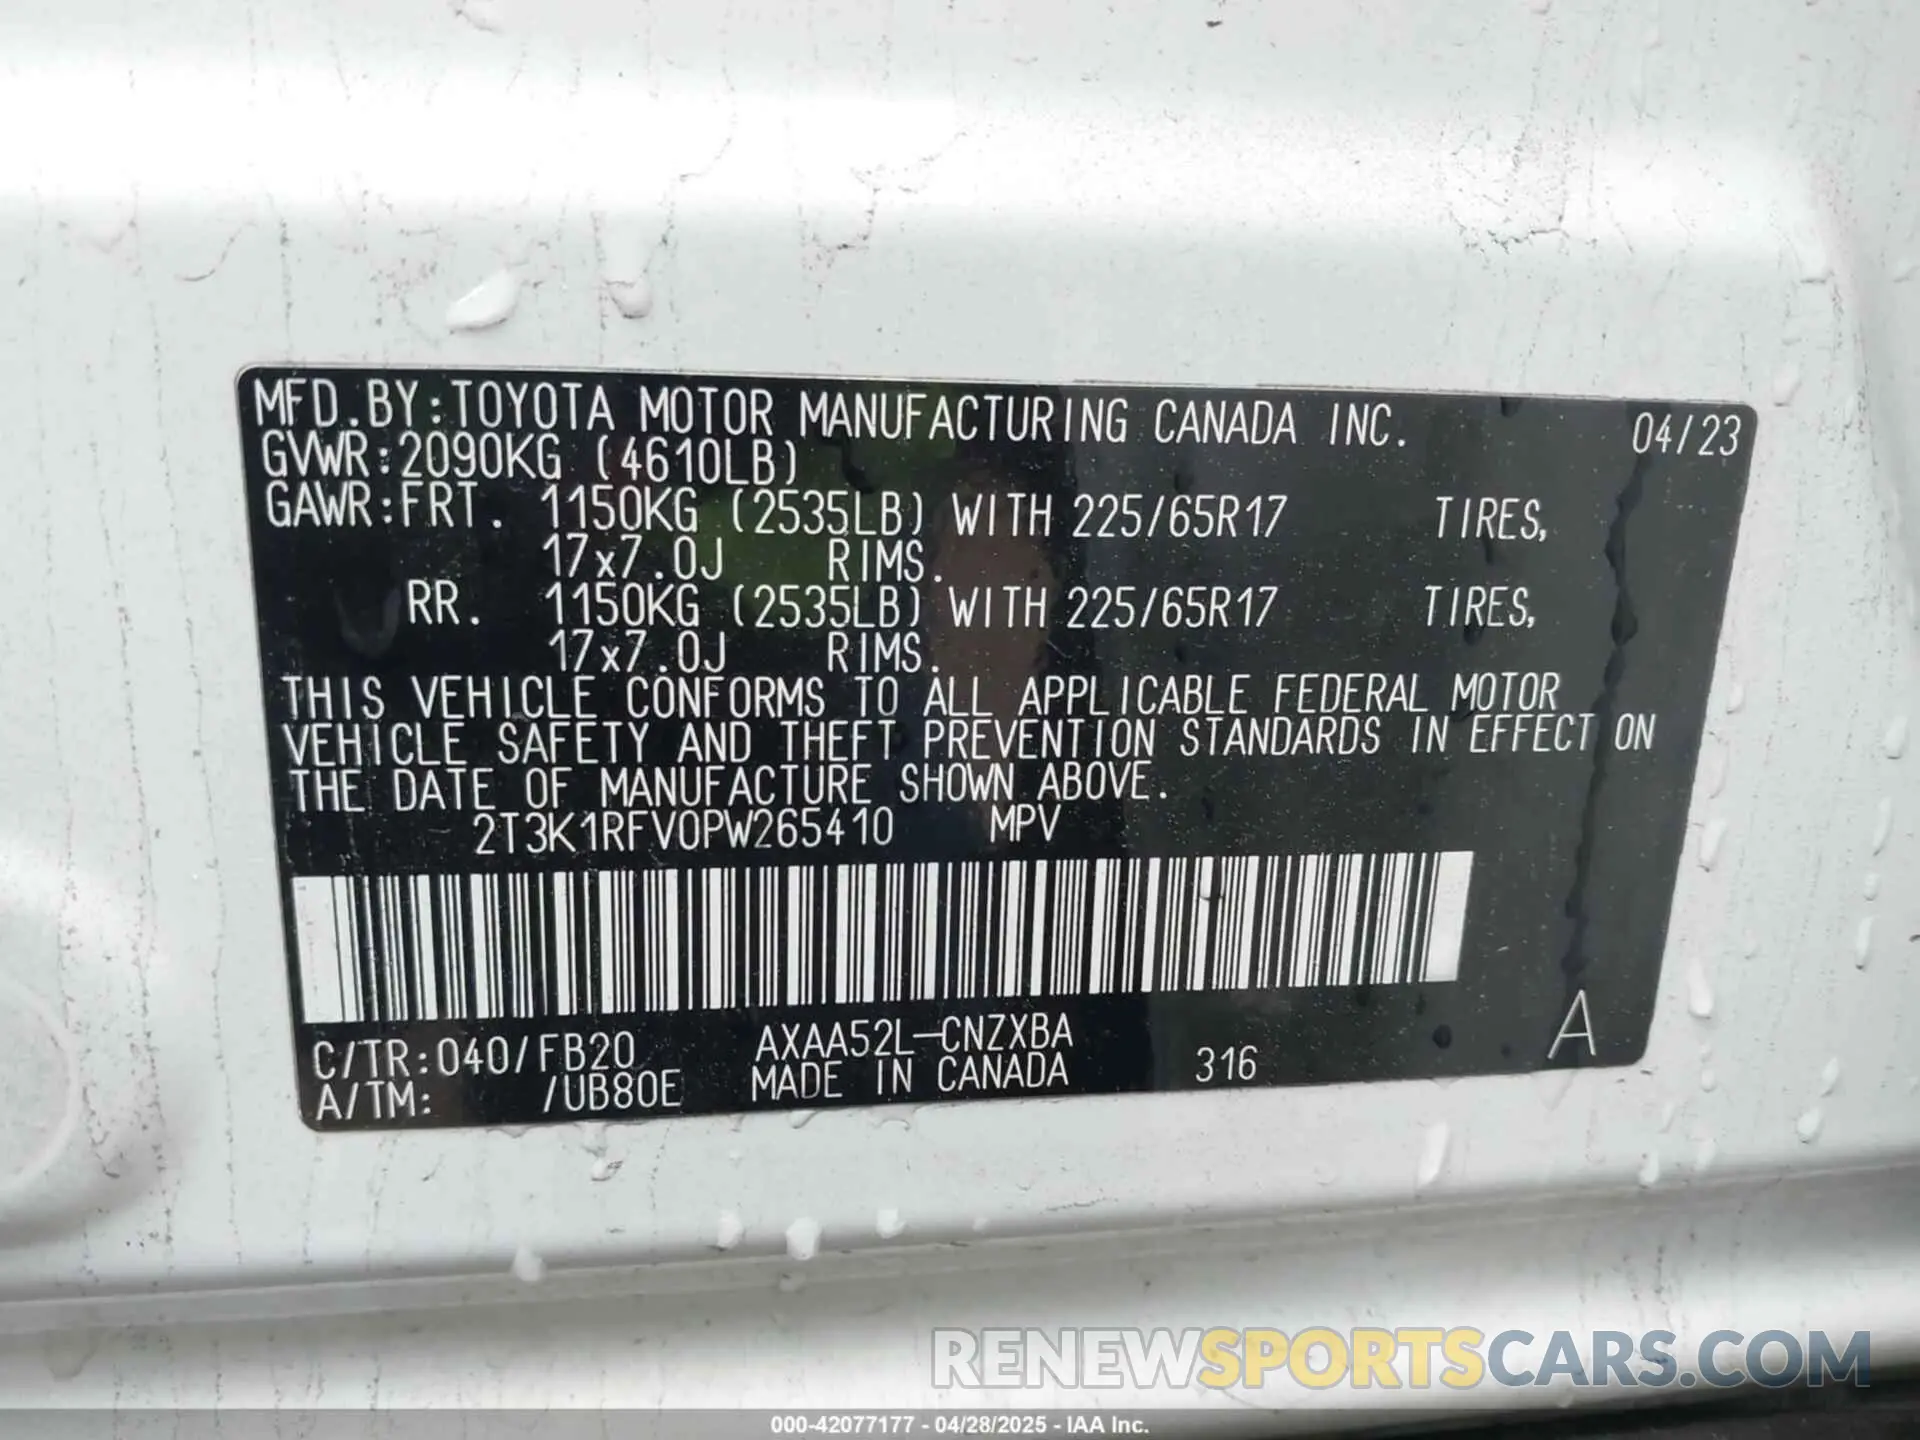 MFD.BY:TOYOTA MOTOR MANUFACTURING CANADA INC. 04/23
GVWR:2090KG (4610LB)
GAWR:FRT. 1150KG (2535LB) WITH 225/65R17 TIRES,
17x7.0J RIMS.
RR. 1150KG (2535LB) WITH 225/65R17 TIRES,
17x7.0J RIMS.
THIS VEHICLE CONFORMS TO ALL APPLICABLE FEDERAL MOTOR
VEHICLE SAFETY AND THEFT PREVENTION STANDARDS IN EFFECT ON
THE DATE OF MANUFACTURE SHOWN ABOVE.
2T3K1RFV0PW265410 MPV
C/TR:040/FB20 AXAA52L-CNZXBA A
A/TM: /UB80E MADE IN CANADA 316
RENEWSPORTSCARS.COM
000-42077177 - 04/28/2025 - IAA Inc.